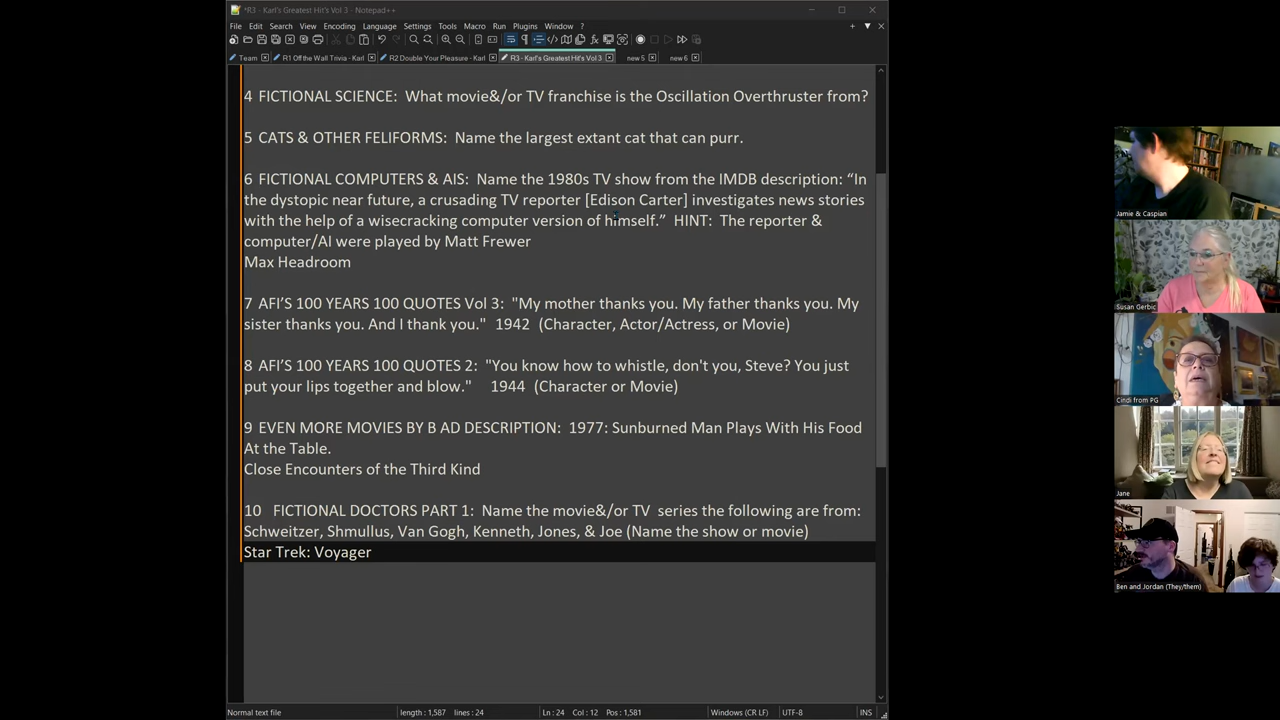 *R3 - Karl's Greatest Hit's Vol 3 - Notepad++
File Edit Search View Encoding Language Settings Tools Macro Run Plugins Window ?
Team R1 Off the Wall Trivia - Karl R2 Double Your Pleasure - Karl R3 - Karl's Greatest Hit's Vol 3 new 5 new 6
4 FICTIONAL SCIENCE: What movie&/or TV franchise is the Oscillation Overthruster from?
5 CATS & OTHER FELIFORMS: Name the largest extant cat that can purr.
6 FICTIONAL COMPUTERS & AIS: Name the 1980s TV show from the IMDB description: “In
the dystopic near future, a crusading TV reporter [Edison Carter] investigates news stories
with the help of a wisecracking computer version of himself.” HINT: The reporter &
computer/AI were played by Matt Frewer
Max Headroom
7 AFI’S 100 YEARS 100 QUOTES Vol 3: "My mother thanks you. My father thanks you. My
sister thanks you. And I thank you." 1942 (Character, Actor/Actress, or Movie)
8 AFI’S 100 YEARS 100 QUOTES 2: "You know how to whistle, don't you, Steve? You just
put your lips together and blow." 1944 (Character or Movie)
9 EVEN MORE MOVIES BY B AD DESCRIPTION: 1977: Sunburned Man Plays With His Food
At the Table.
Close Encounters of the Third Kind
10 FICTIONAL DOCTORS PART 1: Name the movie&/or TV series the following are from:
Schweitzer, Shmullus, Van Gogh, Kenneth, Jones, & Joe (Name the show or movie)
Star Trek: Voyager
Normal text file length : 1,587 lines : 24 Ln : 24 Col : 12 Pos : 1,581 Windows (CR LF) UTF-8 INS
Jamie & Caspian
Susan Gerbic
Cindi from PG
Jane
Ben and Jordan (They/them)